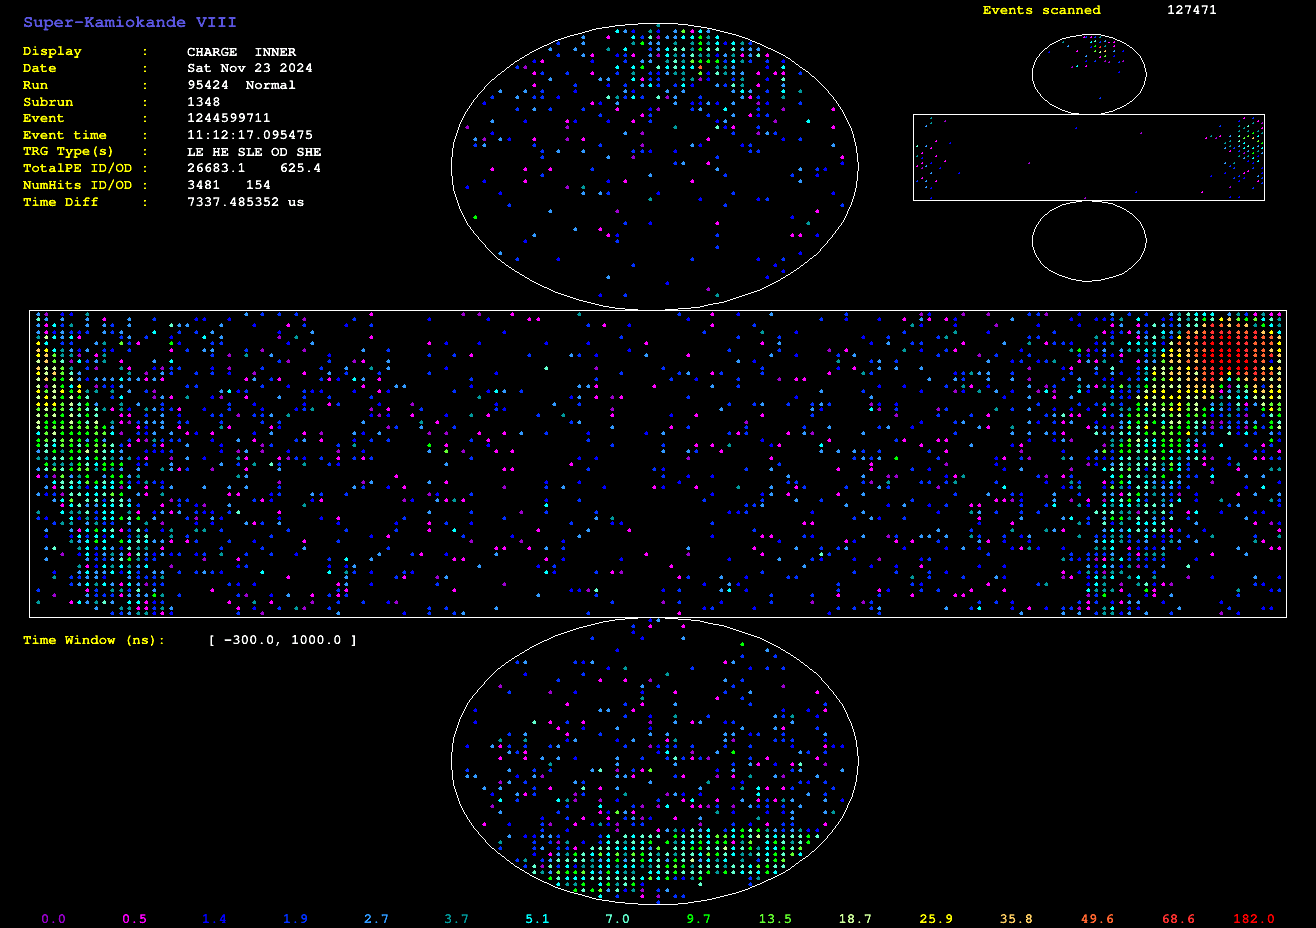 Super-Kamiokande VIII
Display : CHARGE INNER
Date : Sat Nov 23 2024
Run : 95424 Normal
Subrun : 1348
Event : 1244599711
Event time : 11:12:17.095475
TRG Type(s) : LE HE SLE OD SHE
TotalPE ID/OD : 26683.1 625.4
NumHits ID/OD : 3481 154
Time Diff : 7337.485352 us
Events scanned 127471
Time Window (ns): [ -300.0, 1000.0 ]
0.0 0.5 1.4 1.9 2.7 3.7 5.1 7.0 9.7 13.5 18.7 25.9 35.8 49.6 68.6 182.0